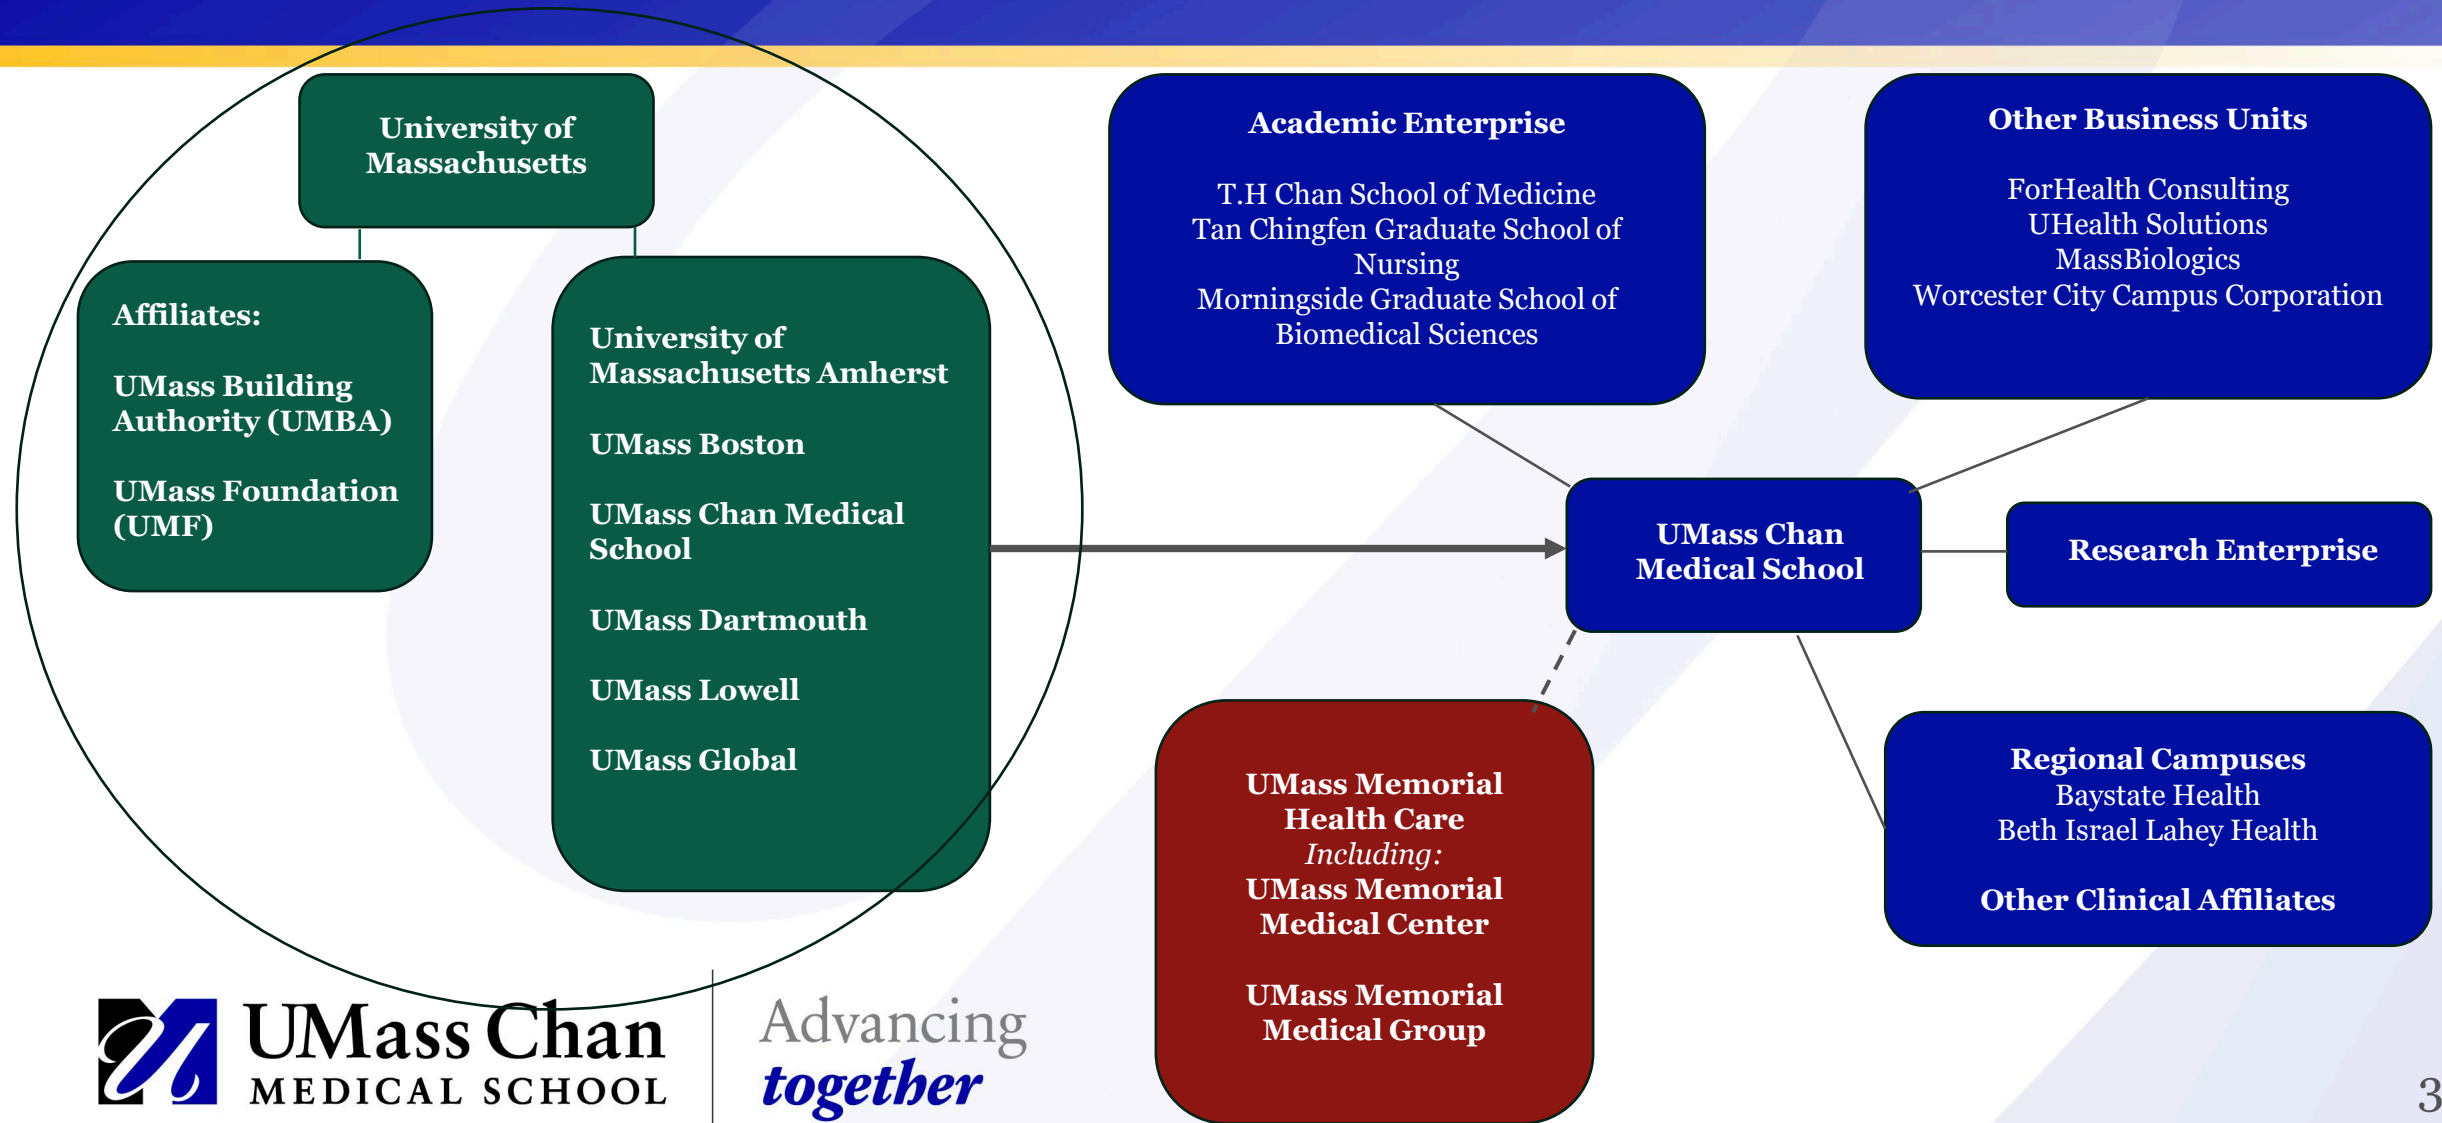 University of
Massachusetts
Affiliates:
UMass Building
Authority (UMBA)
UMass Foundation
(UMF)
University of
Massachusetts Amherst
UMass Boston
UMass Chan Medical
School
UMass Dartmouth
UMass Lowell
UMass Global
Academic Enterprise
T.H Chan School of Medicine
Tan Chingfen Graduate School of
Nursing
Morningside Graduate School of
Biomedical Sciences
Other Business Units
ForHealth Consulting
UHealth Solutions
MassBiologics
Worcester City Campus Corporation
UMass Chan
Medical School
Research Enterprise
UMass Memorial
Health Care
Including:
UMass Memorial
Medical Center
UMass Memorial
Medical Group
Regional Campuses
Baystate Health
Beth Israel Lahey Health
Other Clinical Affiliates
UMass Chan
MEDICAL SCHOOL
Advancing
together
3